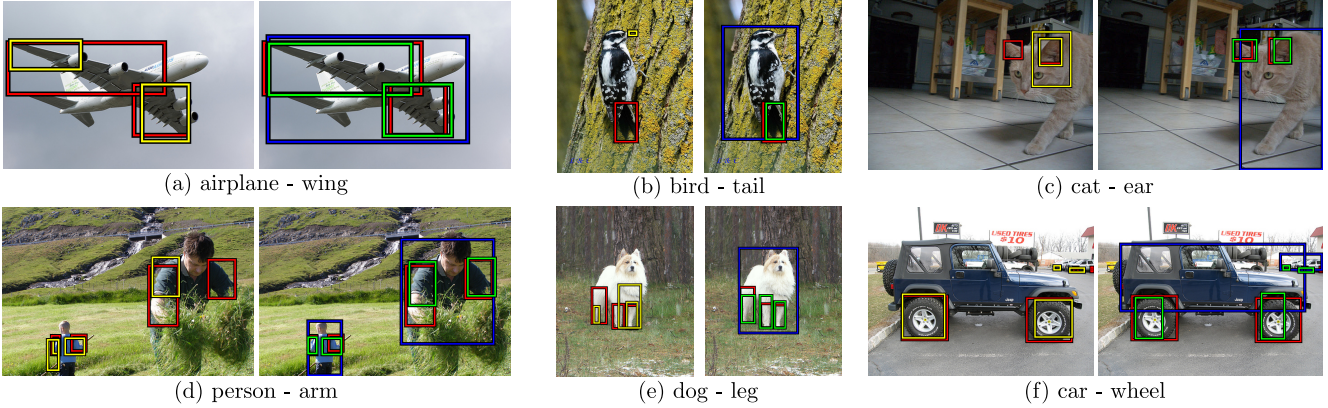 (a) airplane - wing
(b) bird - tail
(c) cat - ear
USED TIRES
$10
USED TIRES
$10
(d) person - arm
(e) dog - leg
(f) car - wheel